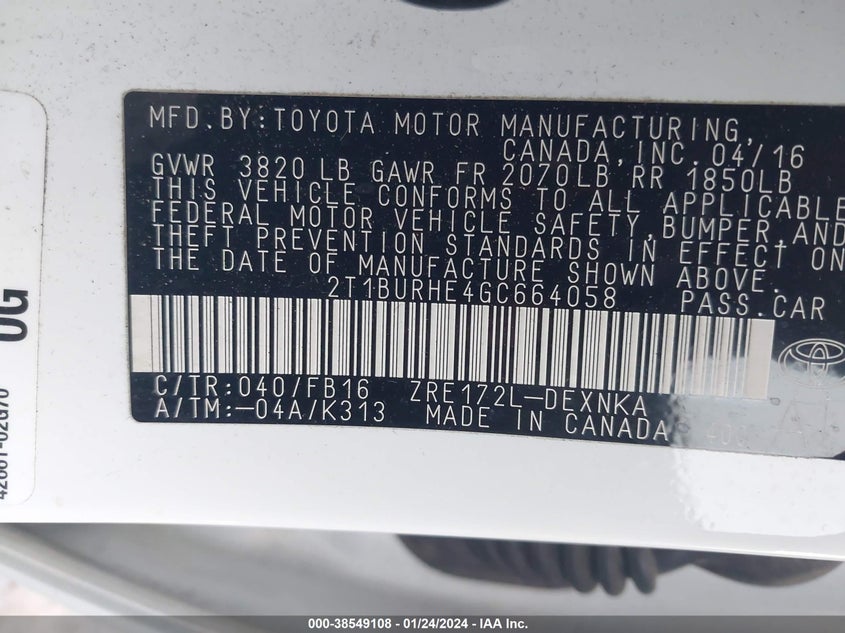 MFD.BY:TOYOTA MOTOR MANUFACTURING,
CANADA,INC. 04/16
GVWR 3820 LB GAWR FR 2070LB RR 1850LB
THIS VEHICLE CONFORMS TO ALL APPLICABLE
FEDERAL MOTOR VEHICLE SAFETY,BUMPER,AND
THEFT PREVENTION STANDARDS IN EFFECT ON
THE DATE OF MANUFACTURE SHOWN ABOVE.
2T1BURHE4GC664058 PASS.CAR
C/TR:040/FB16 ZRE172L-DEXNKA
A/TM:-04A/K313 MADE IN CANADA
000-38549108 - 01/24/2024 - IAA Inc.